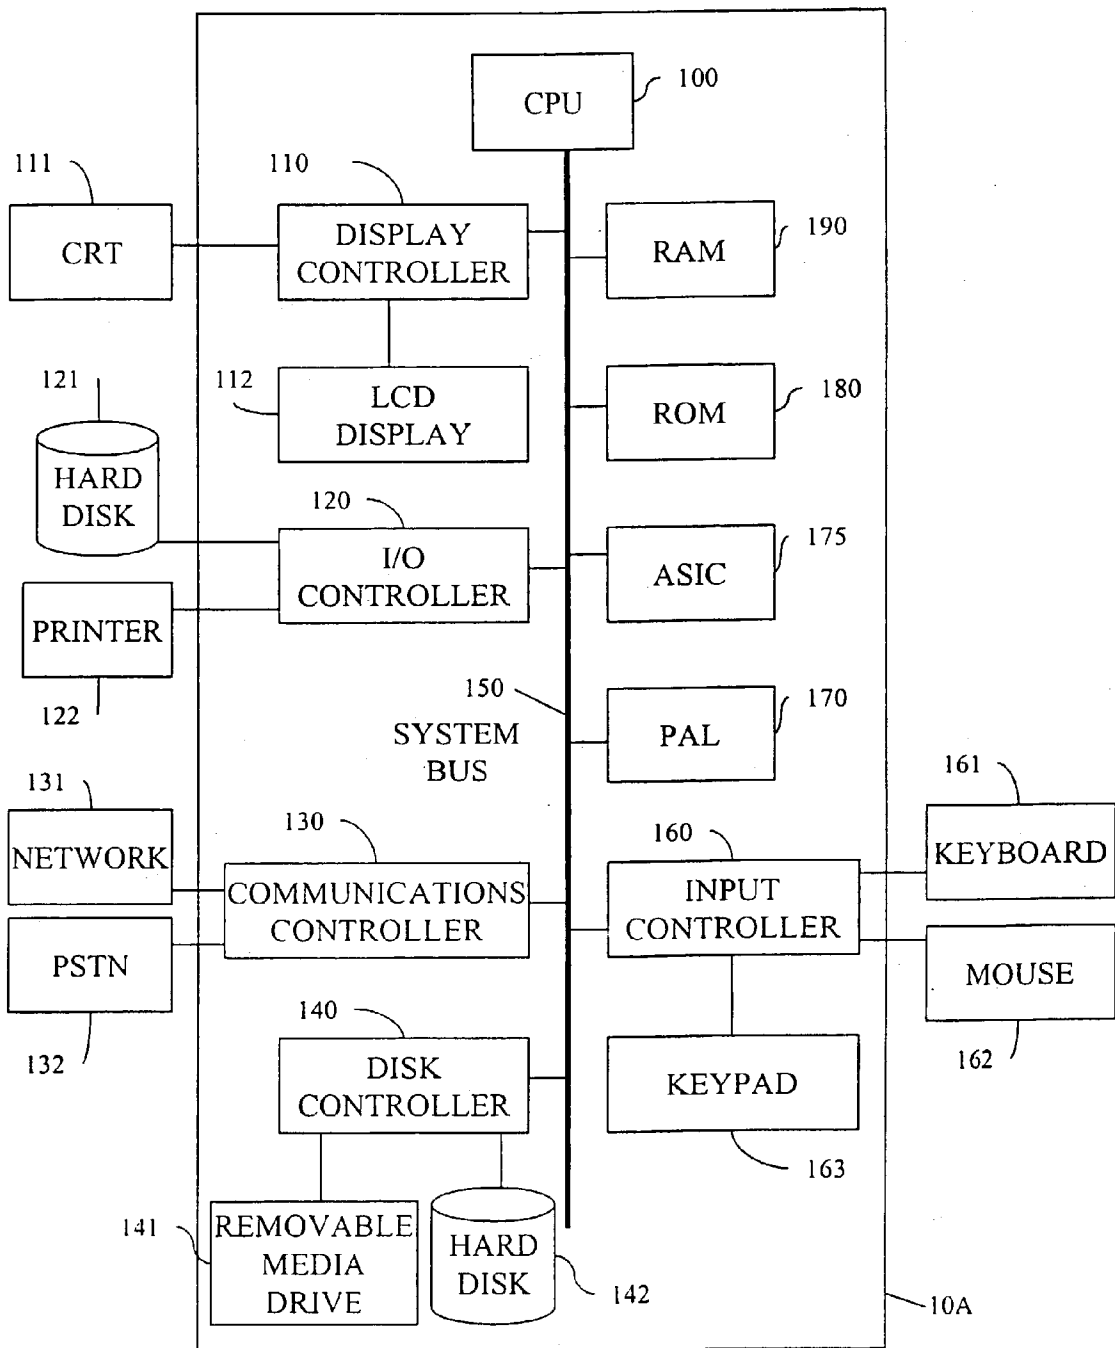 CPU
100
111
110
CRT
DISPLAY
CONTROLLER
RAM
190
121
112
LCD
DISPLAY
ROM
180
HARD
DISK
120
I/O
CONTROLLER
ASIC
175
PRINTER
122
150
SYSTEM
BUS
PAL
170
131
NETWORK
130
COMMUNICATIONS
CONTROLLER
160
INPUT
CONTROLLER
161
KEYBOARD
PSTN
132
MOUSE
162
140
DISK
CONTROLLER
KEYPAD
163
141
REMOVABLE
MEDIA
DRIVE
HARD
DISK
142
10A